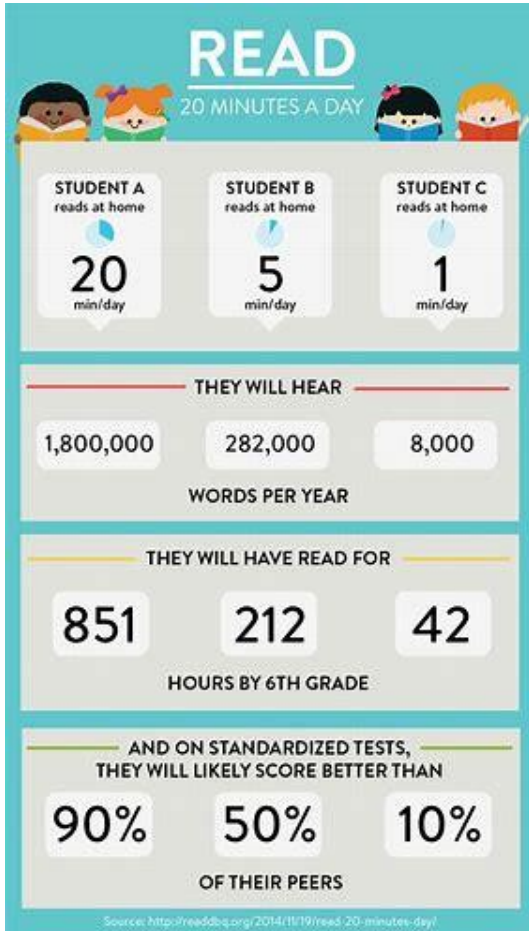 READ
20 MINUTES A DAY
STUDENT A
reads at home
20
min/day
STUDENT B
reads at home
5
min/day
STUDENT C
reads at home
1
min/day
THEY WILL HEAR
1,800,000 282,000 8,000
WORDS PER YEAR
THEY WILL HAVE READ FOR
851 212 42
HOURS BY 6TH GRADE
AND ON STANDARDIZED TESTS,
THEY WILL LIKELY SCORE BETTER THAN
90% 50% 10%
OF THEIR PEERS
Source: http://readdbq.org/2014/11/19/read-20-minutes-day/